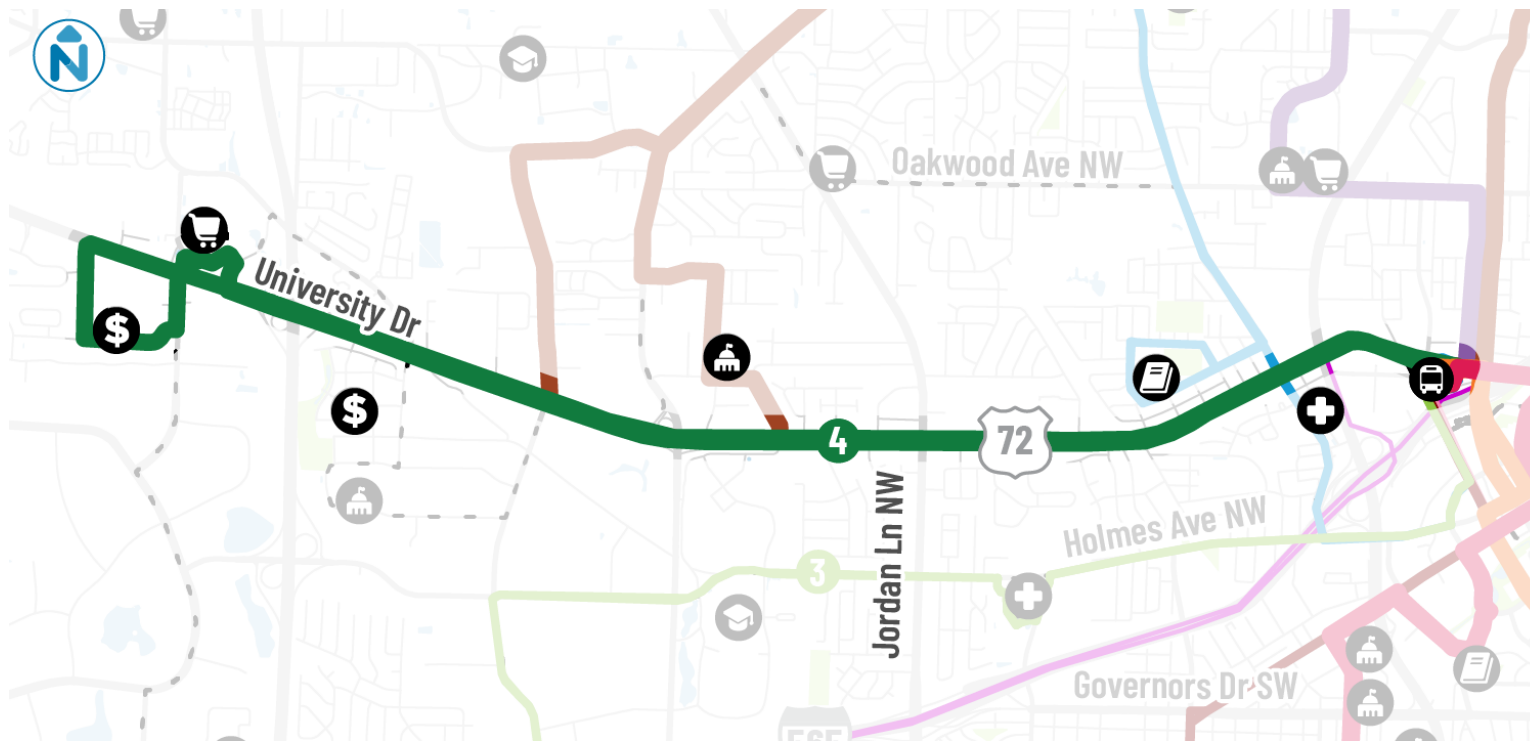 N
Oakwood Ave NW
University Dr
$
$
4
72
Jordan Ln NW
Holmes Ave NW
3
Governors Dr SW